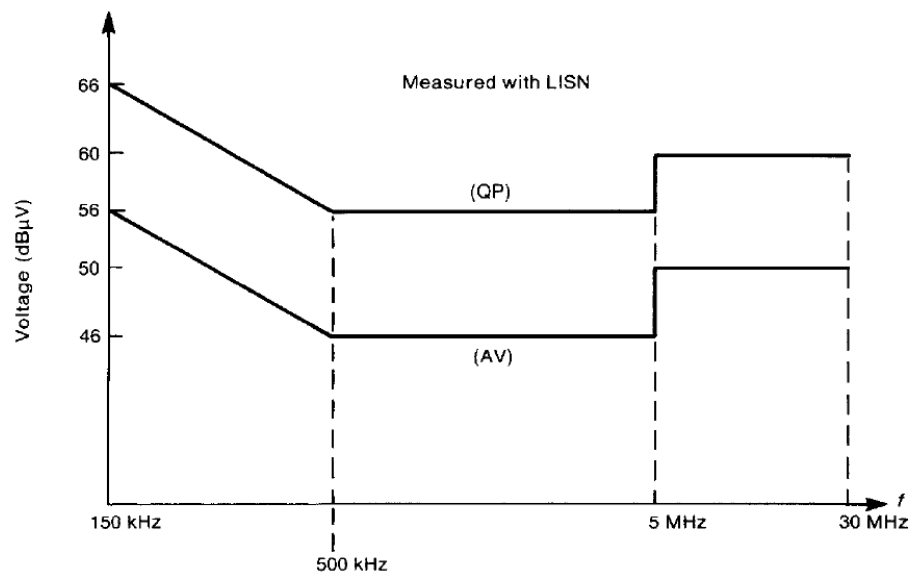 66
Measured with LISN
60
(QP)
56
50
46
(AV)
Voltage (dBμV)
f
150 kHz
5 MHz
30 MHz
500 kHz